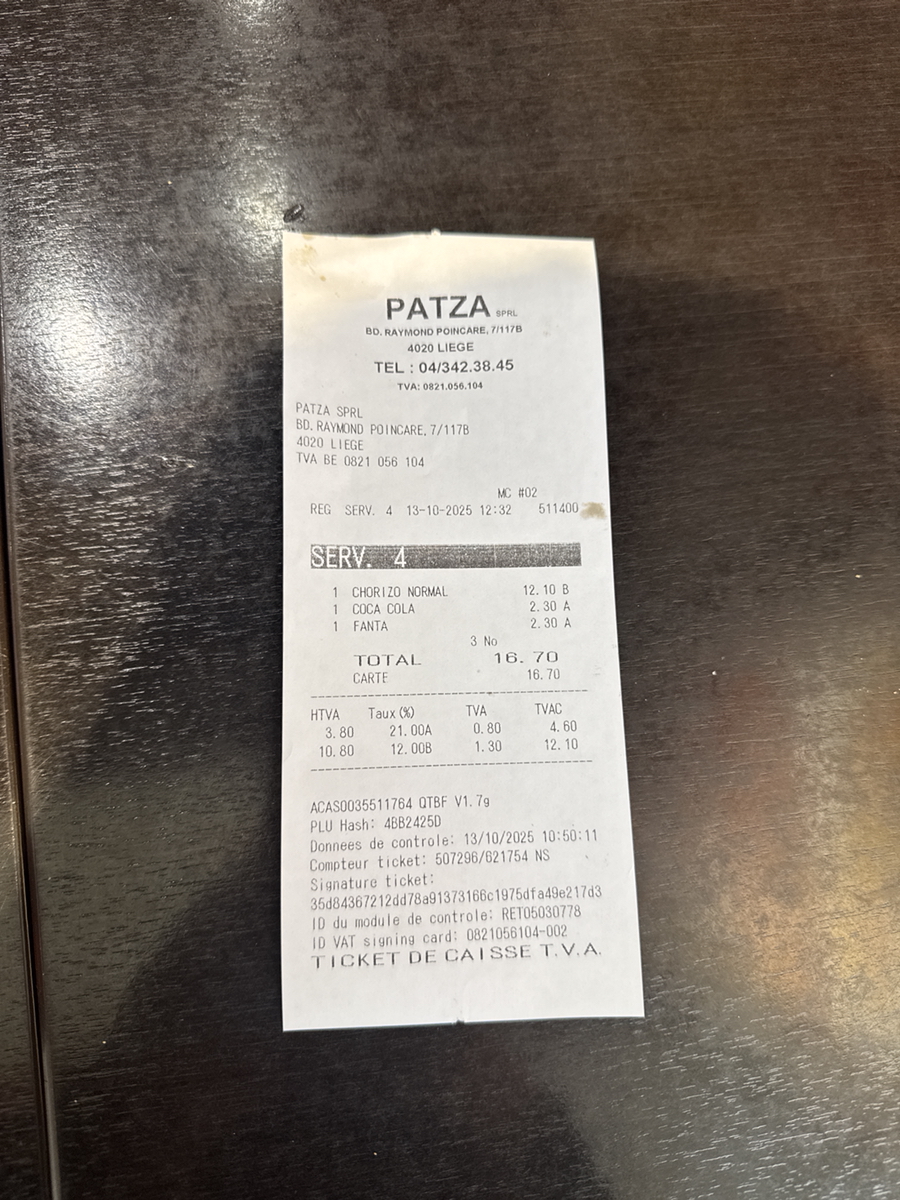 PATZA SPRL
BD. RAYMOND POINCARE, 7/117B
4020 LIEGE
TEL : 04/342.38.45
TVA: 0821.056.104
PATZA SPRL
BD. RAYMOND POINCARE, 7/117B
4020 LIEGE
TVA BE 0821 056 104
MC #02
REG SERV. 4 13-10-2025 12:32 511400
SERV. 4
1 CHORIZO NORMAL 12.10 B
1 COCA COLA 2.30 A
1 FANTA 2.30 A
3 No
TOTAL 16.70
CARTE 16.70
HTVA Taux (%) TVA TVAC
3.80 21.00A 0.80 4.60
10.80 12.00B 1.30 12.10
ACAS0035511764 QTBF V1.7g
PLU Hash: 4BB2425D
Donnees de controle: 13/10/2025 10:50:11
Compteur ticket: 507296/621754 NS
Signature ticket:
35d84367212dd78a91373166c1975dfa49e217d3
ID du module de controle: RET05030778
ID VAT signing card: 0821056104-002
TICKET DE CAISSE T.V.A.